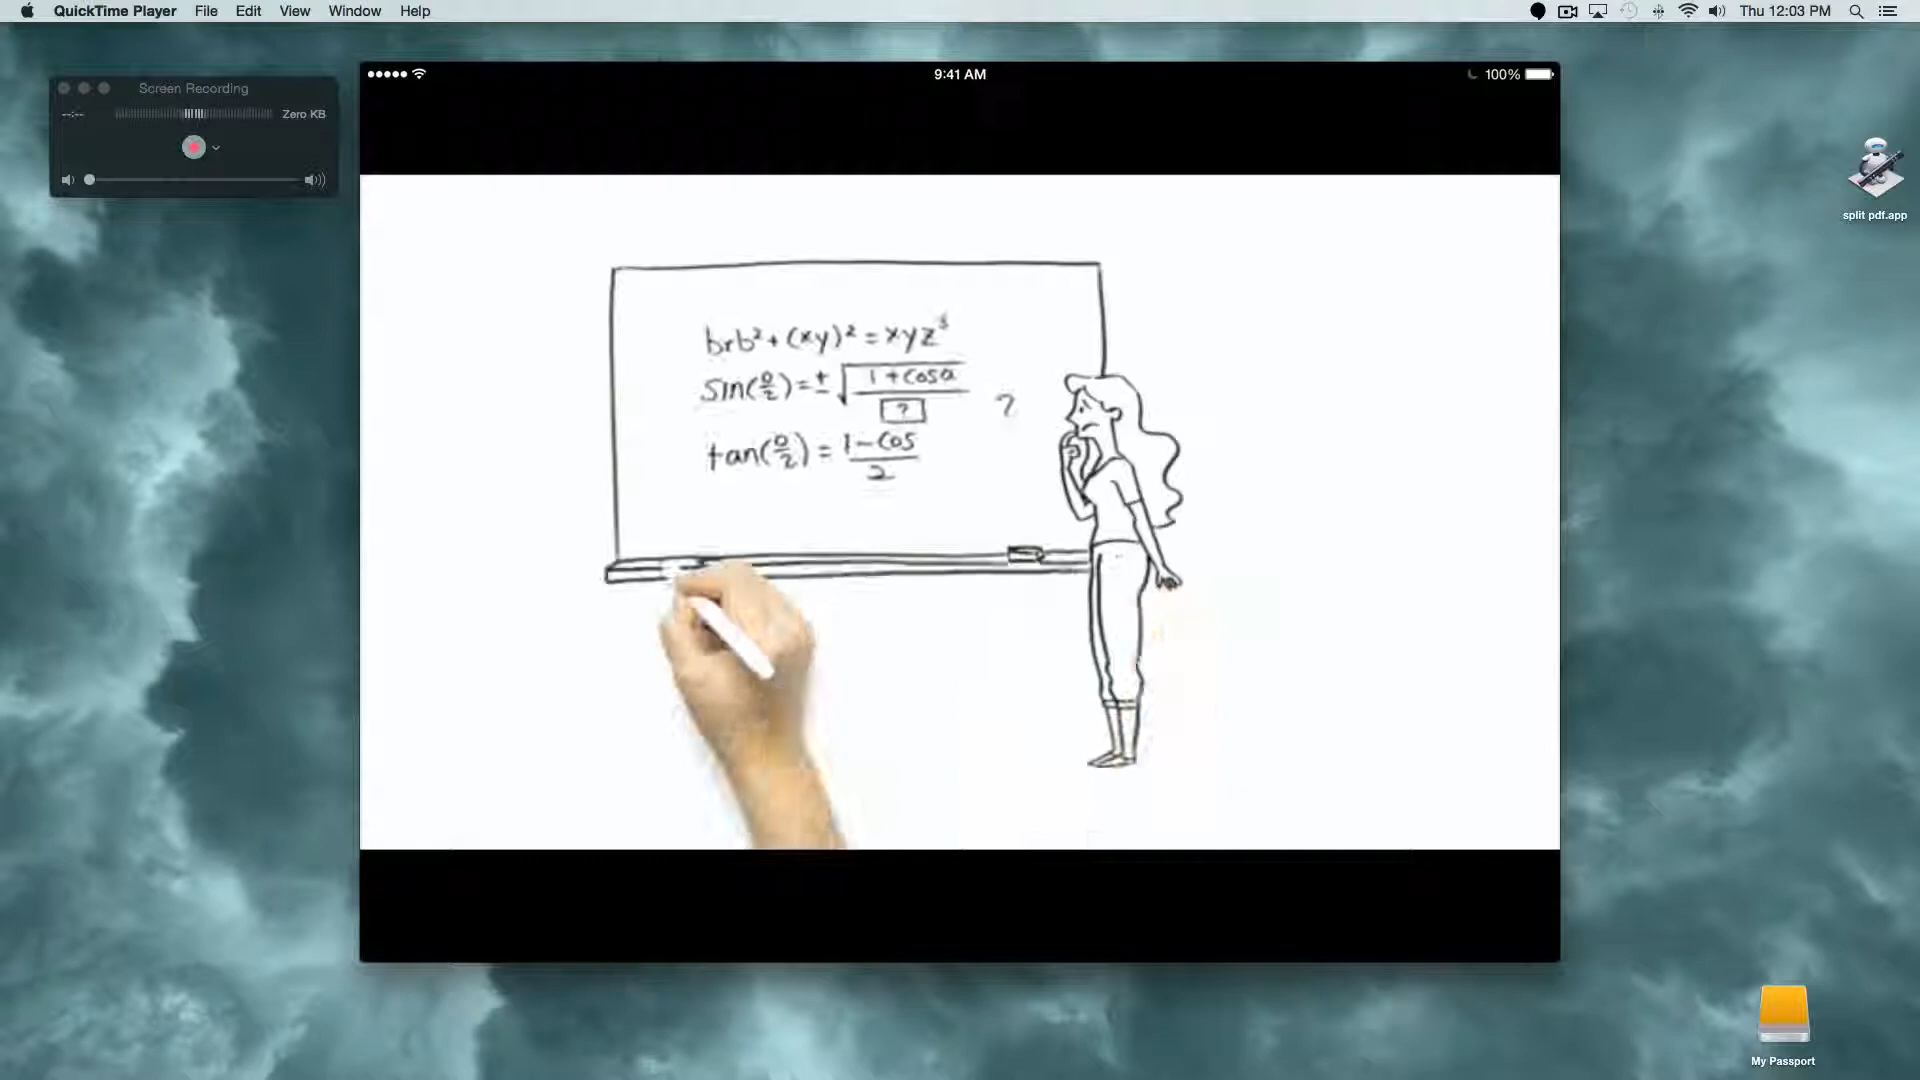 QuickTime Player File Edit View Window Help Thu 12:03 PM
Screen Recording
--:-- Zero KB
9:41 AM 100%
brb² + (xy)² = xyz³
sin(θ/2) = ± √(1 + cosα / ?) ?
tan(θ/2) = 1 - cos / 2
split pdf.app
My Passport